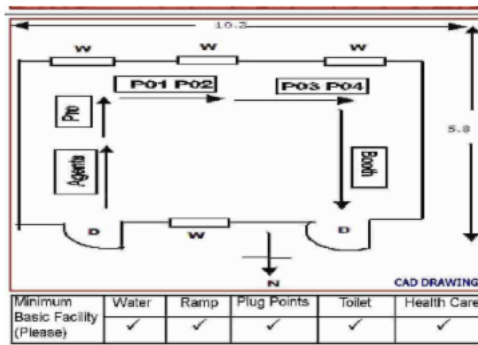 10.2
W
W
W
P01 P02
P03 P04
Pro
5.8
Agents
Booth
D
W
D
N
CAD DRAWING
Minimum Basic Facility (Please)
Water
Ramp
Plug Points
Toilet
Health Care
✓
✓
✓
✓
✓